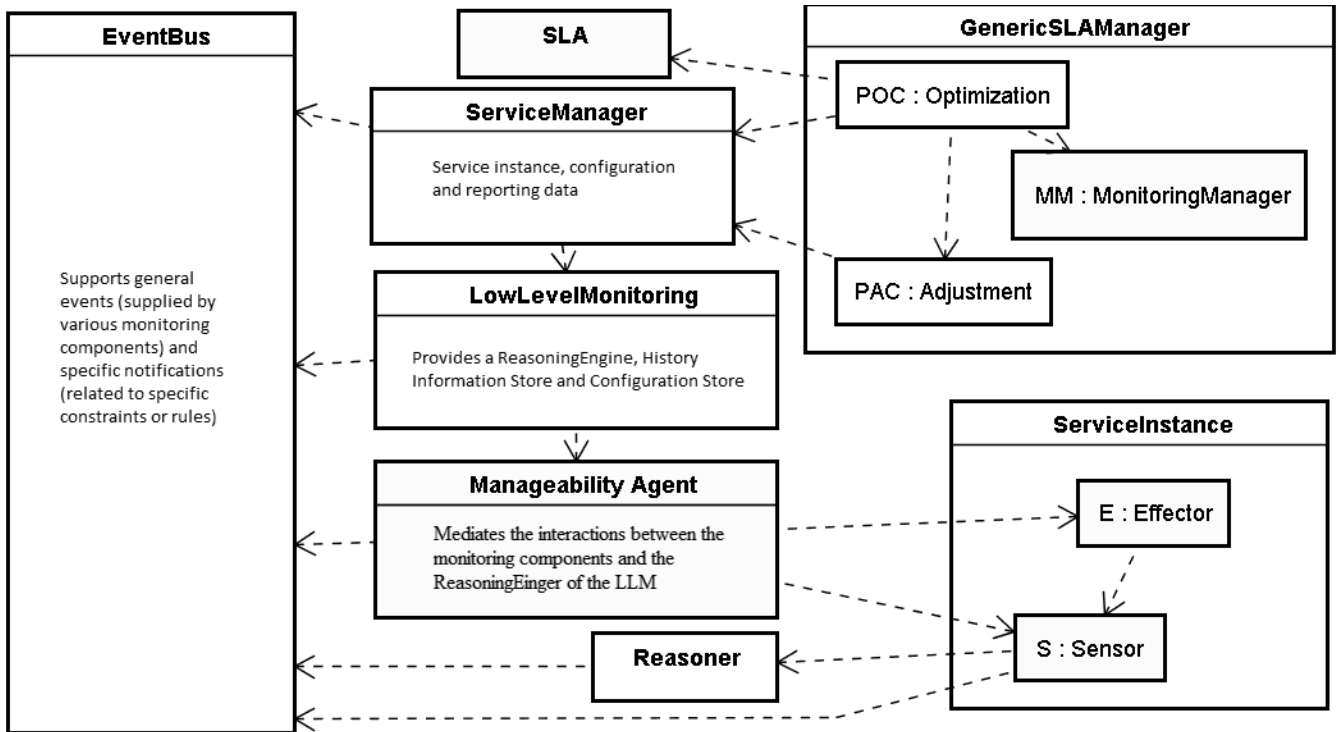 EventBus
Supports general
events (supplied by
various monitoring
components) and
specific notifications
(related to specific
constraints or rules)
SLA
ServiceManager
Service instance, configuration
and reporting data
LowLevelMonitoring
Provides a ReasoningEngine, History
Information Store and Configuration Store
Manageability Agent
Mediates the interactions between the
monitoring components and the
ReasoningEinger of the LLM
Reasoner
GenericSLAManager
POC : Optimization
MM : MonitoringManager
PAC : Adjustment
ServiceInstance
E : Effector
S : Sensor